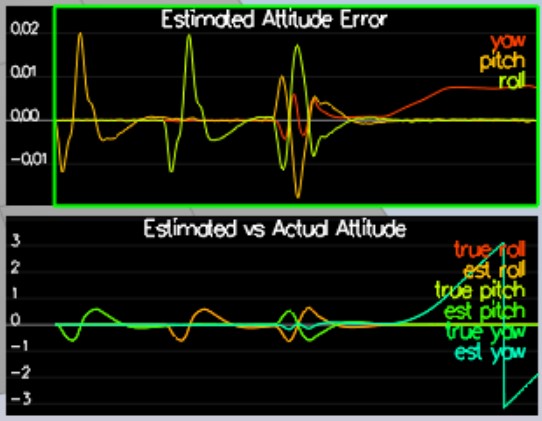 Estimated Attitude Error
0.02
0.01
0.00
-0.01
yaw
pitch
roll
Estimated vs Actual Attitude
3
2
1
0
-1
-2
-3
true roll
est roll
true pitch
est pitch
true yaw
est yaw